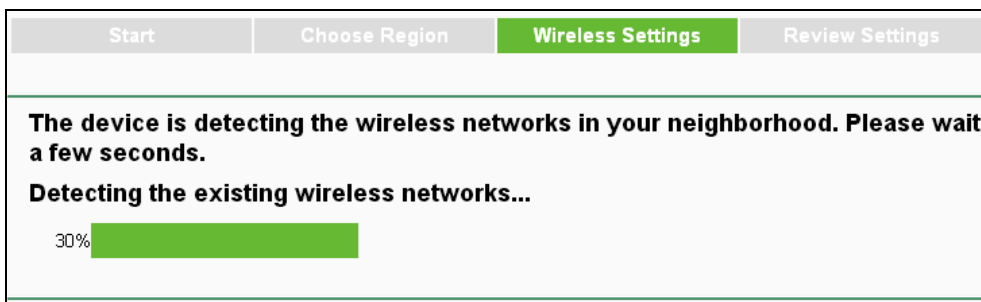 Start Choose Region Wireless Settings Review Settings
The device is detecting the wireless networks in your neighborhood. Please wait
a few seconds.
Detecting the existing wireless networks...
30%